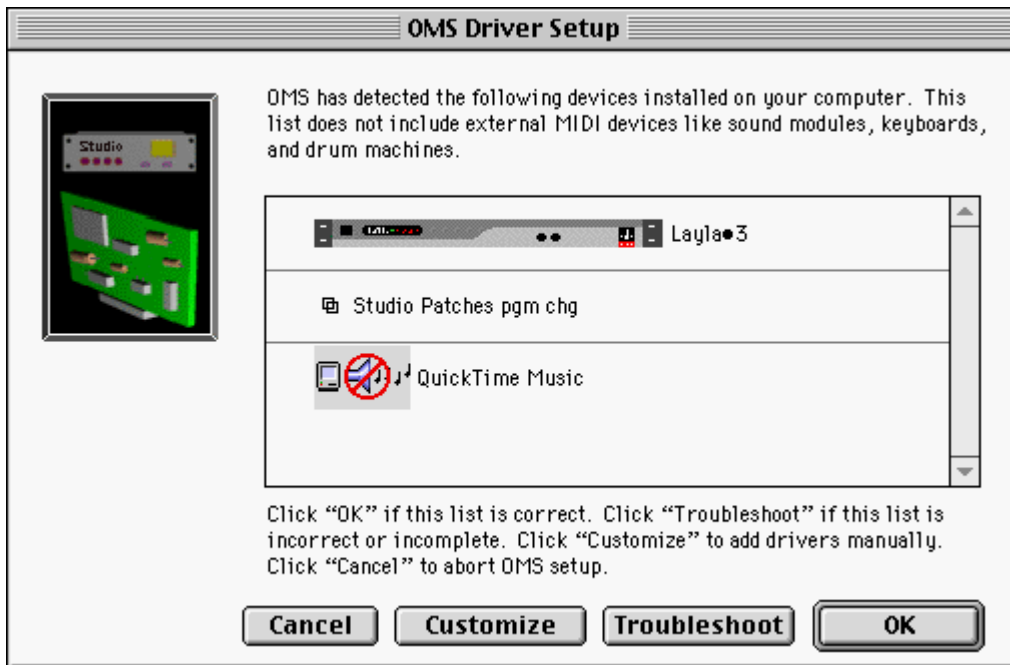 OMS Driver Setup
Studio
OMS has detected the following devices installed on your computer. This
list does not include external MIDI devices like sound modules, keyboards,
and drum machines.
Layla•3
Studio Patches pgm chg
QuickTime Music
Click “OK” if this list is correct. Click “Troubleshoot” if this list is
incorrect or incomplete. Click “Customize” to add drivers manually.
Click “Cancel” to abort OMS setup.
Cancel
Customize
Troubleshoot
OK